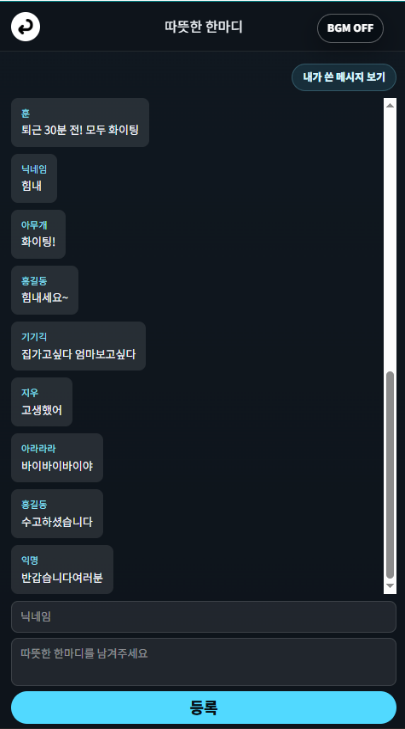 따뜻한 한마디
BGM OFF
내가 쓴 메시지 보기
훈
퇴근 30분 전! 모두 화이팅
닉네임
힘내
아무개
화이팅!
홍길동
힘내세요~
기기긱
집가고싶다 엄마보고싶다
지우
고생했어
아라라라
바이바이바이야
홍길동
수고하셨습니다
익명
반갑습니다여러분
닉네임
따뜻한 한마디를 남겨주세요
등록